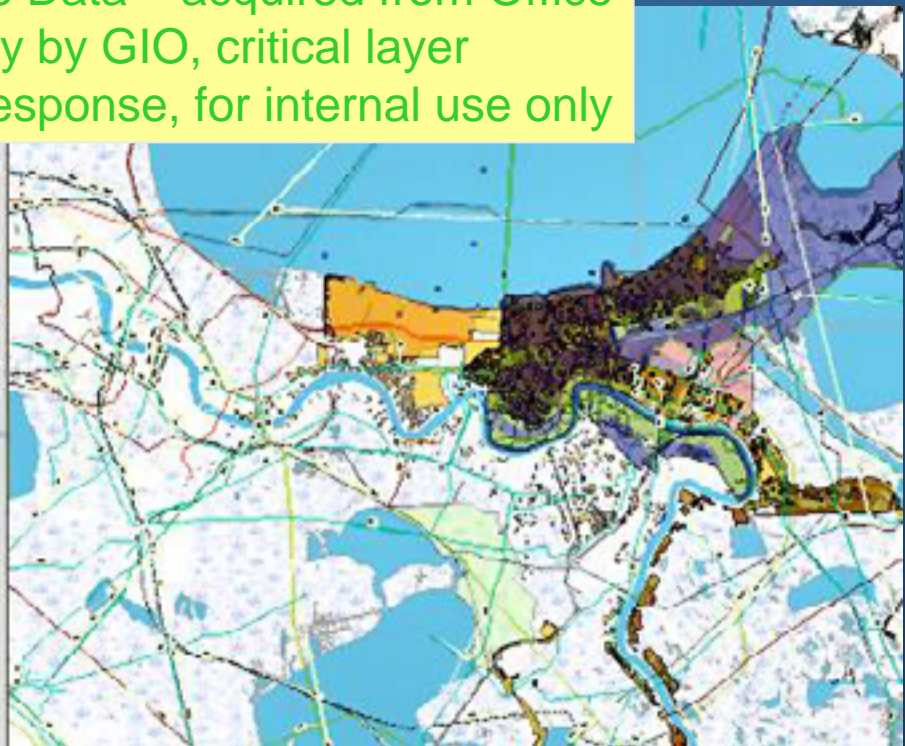 s Data – acquired from Office
y by GIO, critical layer
esponse, for internal use only